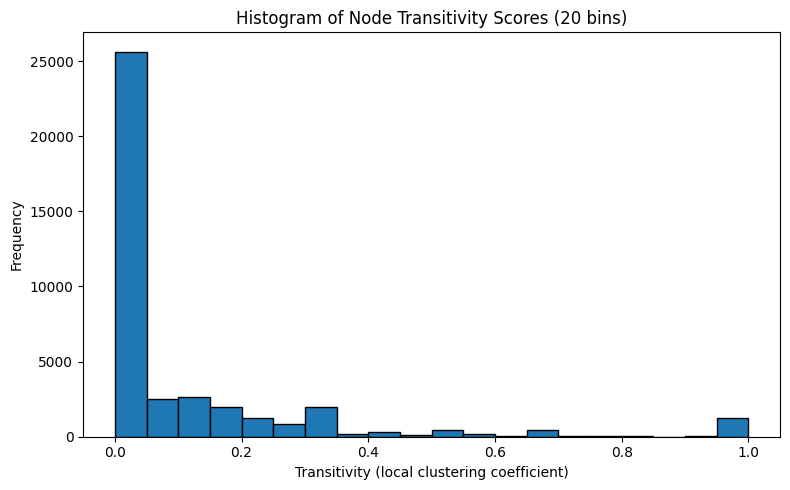 Histogram of Node Transitivity Scores (20 bins)
Frequency
25000
20000
15000
10000
5000
0
0.0 0.2 0.4 0.6 0.8 1.0
Transitivity (local clustering coefficient)